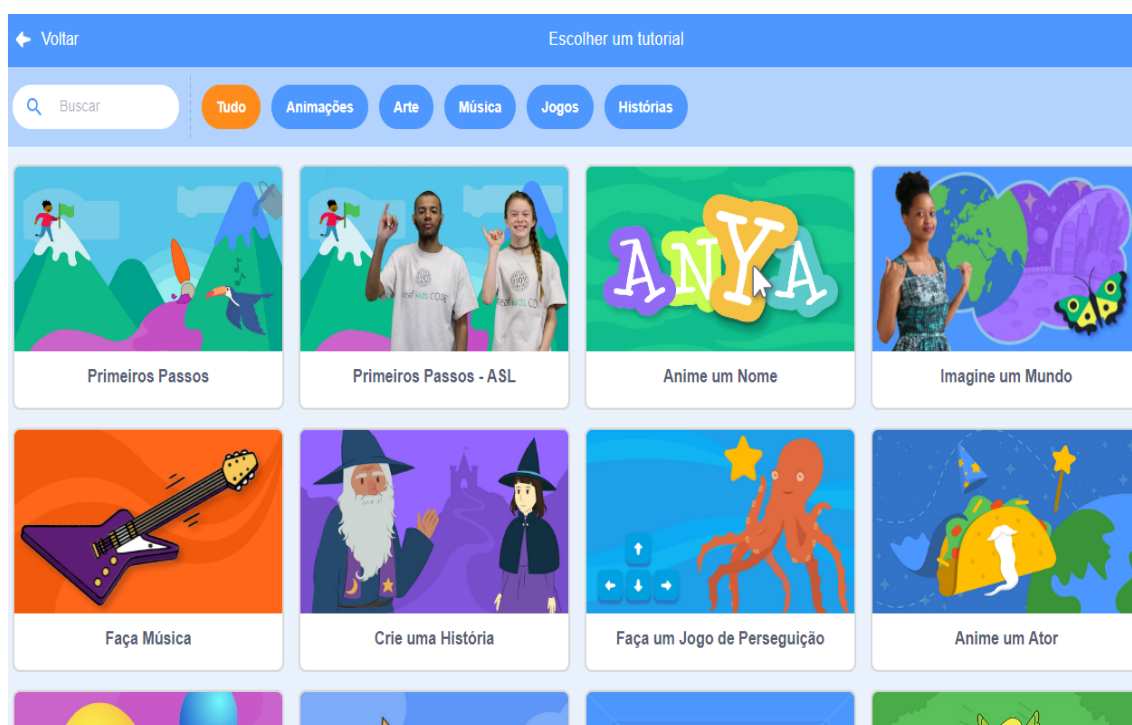 Voltar
Escolher um tutorial
Buscar
Tudo
Animações
Arte
Música
Jogos
Histórias
Primeiros Passos
Primeiros Passos - ASL
ANYA
Anime um Nome
Imagine um Mundo
Faça Música
Crie uma História
Faça um Jogo de Perseguição
Anime um Ator